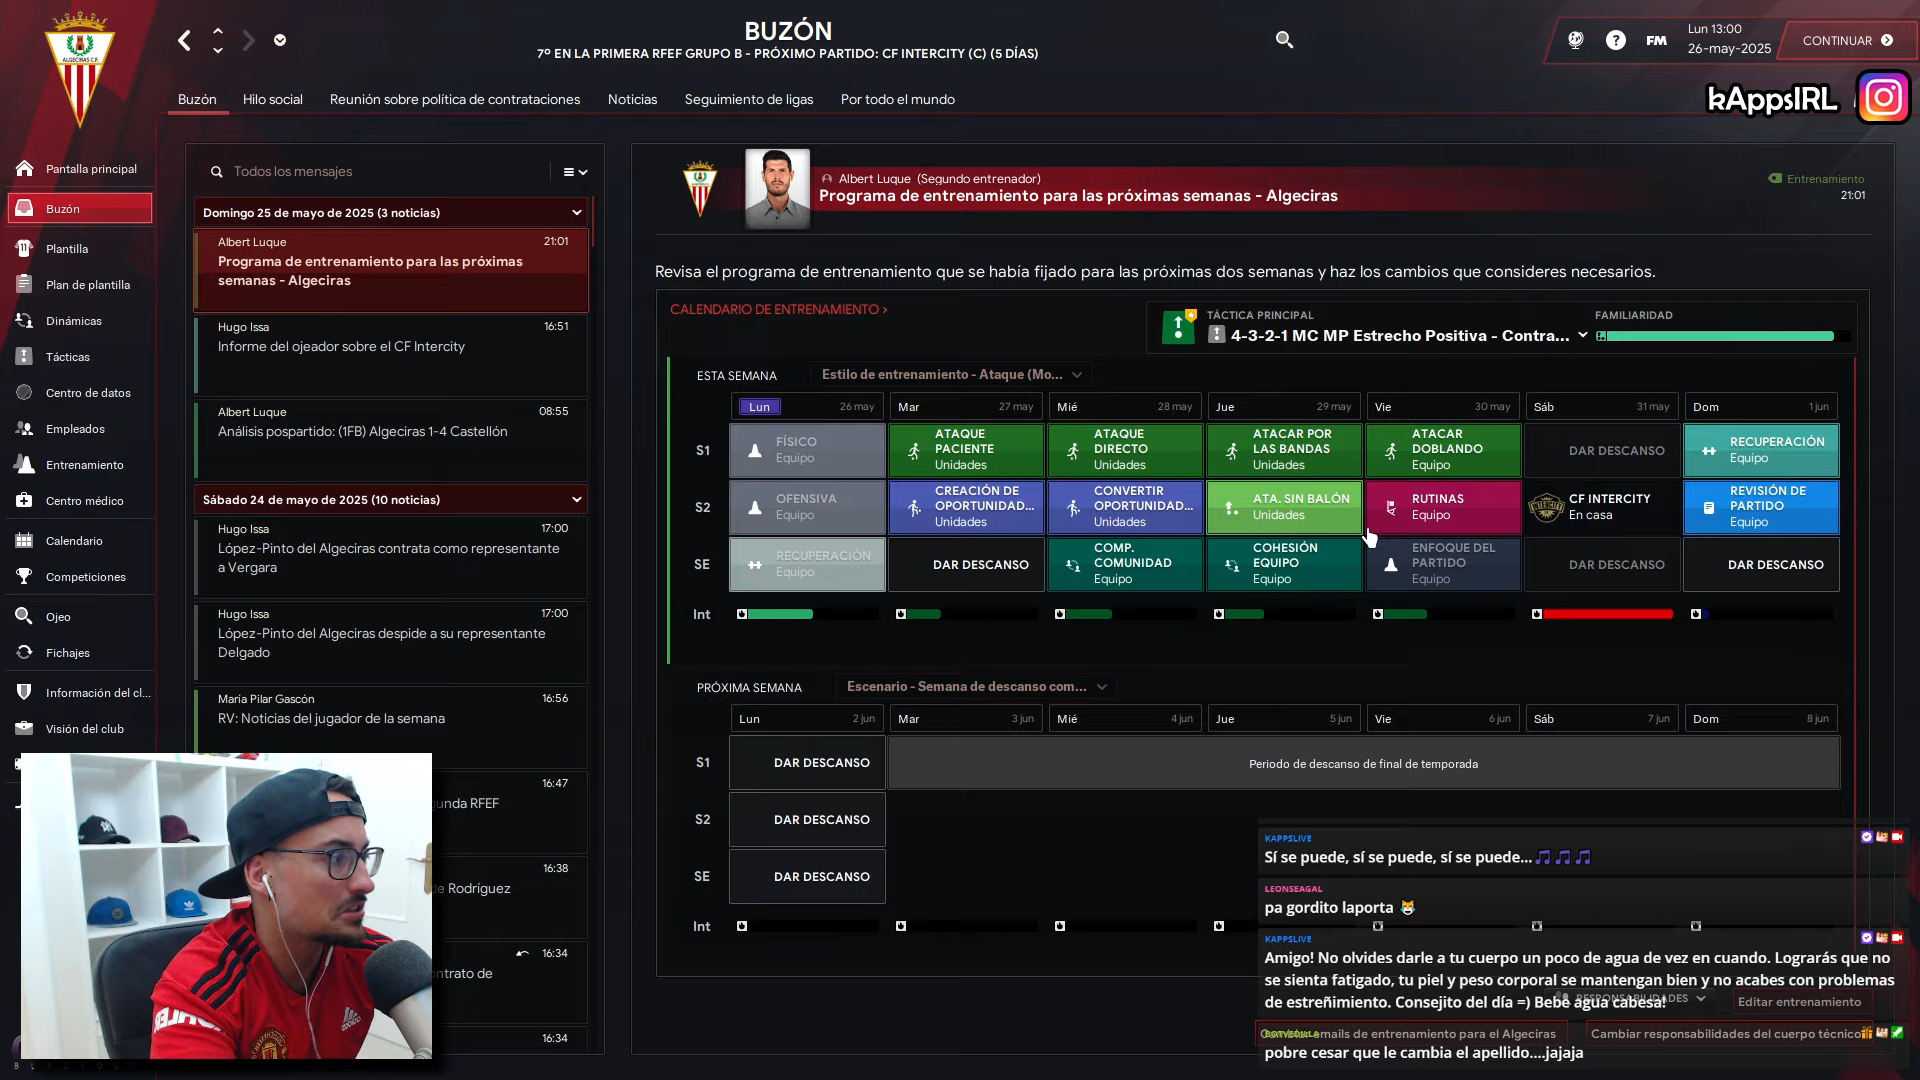 BUZÓN
7º EN LA PRIMERA RFEF GRUPO B - PRÓXIMO PARTIDO: CF INTERCITY (C) (5 DÍAS)
FM
Lun 13:00
26-may-2025
CONTINUAR
ALGECIRAS C.F.
kAppsIRL
Buzón
Hilo social
Reunión sobre política de contrataciones
Noticias
Seguimiento de ligas
Por todo el mundo
Pantalla principal
Buzón
Plantilla
Plan de plantilla
Dinámicas
Tácticas
Centro de datos
Empleados
Entrenamiento
Centro médico
Calendario
Competiciones
Ojeo
Fichajes
Información del cl...
Visión del club
Todos los mensajes
Domingo 25 de mayo de 2025 (3 noticias)
Albert Luque 21:01
Programa de entrenamiento para las próximas
semanas - Algeciras
Hugo Issa 16:51
Informe del ojeador sobre el CF Intercity
Albert Luque 08:55
Análisis pospartido: (1FB) Algeciras 1-4 Castellón
Sábado 24 de mayo de 2025 (10 noticias)
Hugo Issa 17:00
López-Pinto del Algeciras contrata como representante
a Vergara
Hugo Issa 17:00
López-Pinto del Algeciras despide a su representante
Delgado
María Pilar Gascón 16:56
RV: Noticias del jugador de la semana
16:47
unda RFEF
16:38
de Rodríguez
16:34
ntrato de
16:34
Albert Luque (Segundo entrenador)
Programa de entrenamiento para las próximas semanas - Algeciras
Entrenamiento
21:01
Revisa el programa de entrenamiento que se había fijado para las próximas dos semanas y haz los cambios que consideres necesarios.
CALENDARIO DE ENTRENAMIENTO >
TÁCTICA PRINCIPAL
4-3-2-1 MC MP Estrecho Positiva - Contra...
FAMILIARIDAD
ESTA SEMANA
Estilo de entrenamiento - Ataque (Mo...
Lun 26 may
Mar 27 may
Mié 28 may
Jue 29 may
Vie 30 may
Sáb 31 may
Dom 1 jun
S1
FÍSICO
Equipo
ATAQUE
PACIENTE
Unidades
ATAQUE
DIRECTO
Unidades
ATACAR POR
LAS BANDAS
Unidades
ATACAR
DOBLANDO
Equipo
DAR DESCANSO
RECUPERACIÓN
Equipo
S2
OFENSIVA
Equipo
CREACIÓN DE
OPORTUNIDAD...
Unidades
CONVERTIR
OPORTUNIDAD...
Unidades
ATA. SIN BALÓN
Unidades
RUTINAS
Equipo
CF INTERCITY
En casa
REVISIÓN DE
PARTIDO
Equipo
SE
RECUPERACIÓN
Equipo
DAR DESCANSO
COMP.
COMUNIDAD
Equipo
COHESIÓN
EQUIPO
Equipo
ENFOQUE DEL
PARTIDO
Equipo
DAR DESCANSO
DAR DESCANSO
Int
PRÓXIMA SEMANA
Escenario - Semana de descanso com...
Lun 2 jun
Mar 3 jun
Mié 4 jun
Jue 5 jun
Vie 6 jun
Sáb 7 jun
Dom 8 jun
S1
DAR DESCANSO
Periodo de descanso de final de temporada
S2
DAR DESCANSO
SE
DAR DESCANSO
Int
KAPPSLIVE
Sí se puede, sí se puede, sí se puede...🎵🎵🎵
LEONSEAGAL
pa gordito laporta 😹
KAPPSLIVE
Amigo! No olvides darle a tu cuerpo un poco de agua de vez en cuando. Lograrás que no
se sienta fatigado, tu piel y peso corporal se mantengan bien y no acabes con problemas
de estreñimiento. Consejito del día =) Bebe agua cabesa!
RESPONSABILIDADES
Editar entrenamiento
emails de entrenamiento para el Algeciras
Cambiar responsabilidades del cuerpo técnico
pobre cesar que le cambia el apellido....jajaja